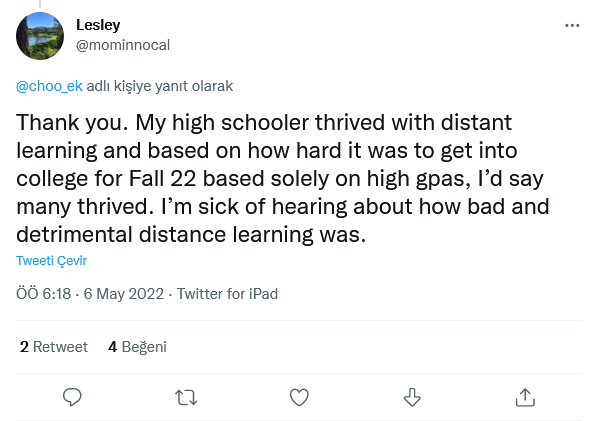 Lesley
@mominnocal
@choo_ek adlı kişiye yanıt olarak
Thank you. My high schooler thrived with distant
learning and based on how hard it was to get into
college for Fall 22 based solely on high gpas, I’d say
many thrived. I’m sick of hearing about how bad and
detrimental distance learning was.
Tweeti Çevir
ÖÖ 6:18 · 6 May 2022 · Twitter for iPad
2 Retweet 4 Beğeni